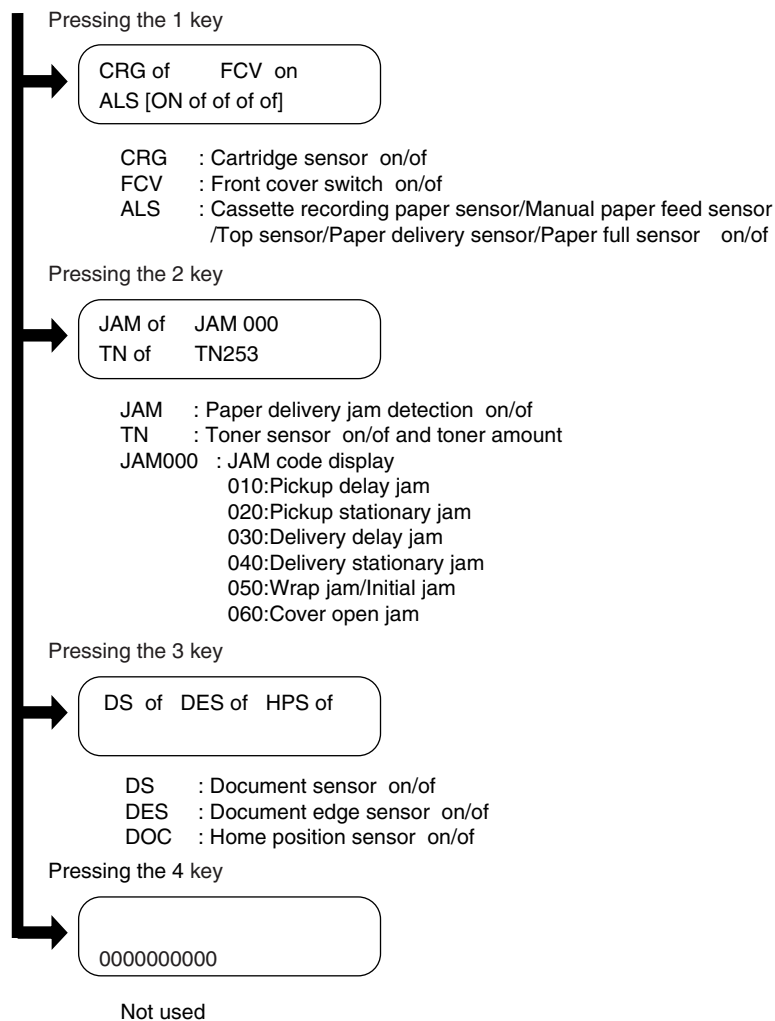 Pressing the 1 key
CRG of FCV on
ALS [ON of of of of]
CRG : Cartridge sensor on/of
FCV : Front cover switch on/of
ALS : Cassette recording paper sensor/Manual paper feed sensor
/Top sensor/Paper delivery sensor/Paper full sensor on/of
Pressing the 2 key
JAM of JAM 000
TN of TN253
JAM : Paper delivery jam detection on/of
TN : Toner sensor on/of and toner amount
JAM000 : JAM code display
010:Pickup delay jam
020:Pickup stationary jam
030:Delivery delay jam
040:Delivery stationary jam
050:Wrap jam/Initial jam
060:Cover open jam
Pressing the 3 key
DS of DES of HPS of
DS : Document sensor on/of
DES : Document edge sensor on/of
DOC : Home position sensor on/of
Pressing the 4 key
0000000000
Not used